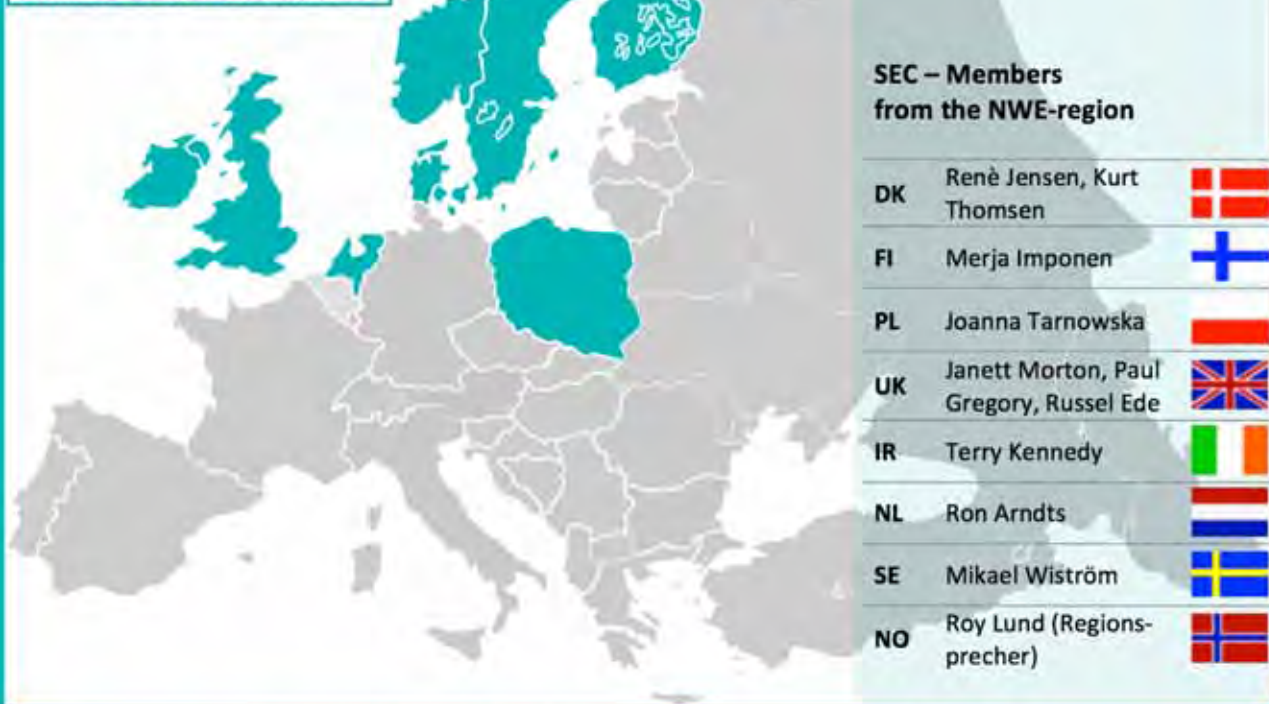 SEC – Members
from the NWE-region
DK
Renè Jensen, Kurt
Thomsen
FI
Merja Imponen
PL
Joanna Tarnowska
UK
Janett Morton, Paul
Gregory, Russel Ede
IR
Terry Kennedy
NL
Ron Arndts
SE
Mikael Wiström
NO
Roy Lund (Regions-
precher)